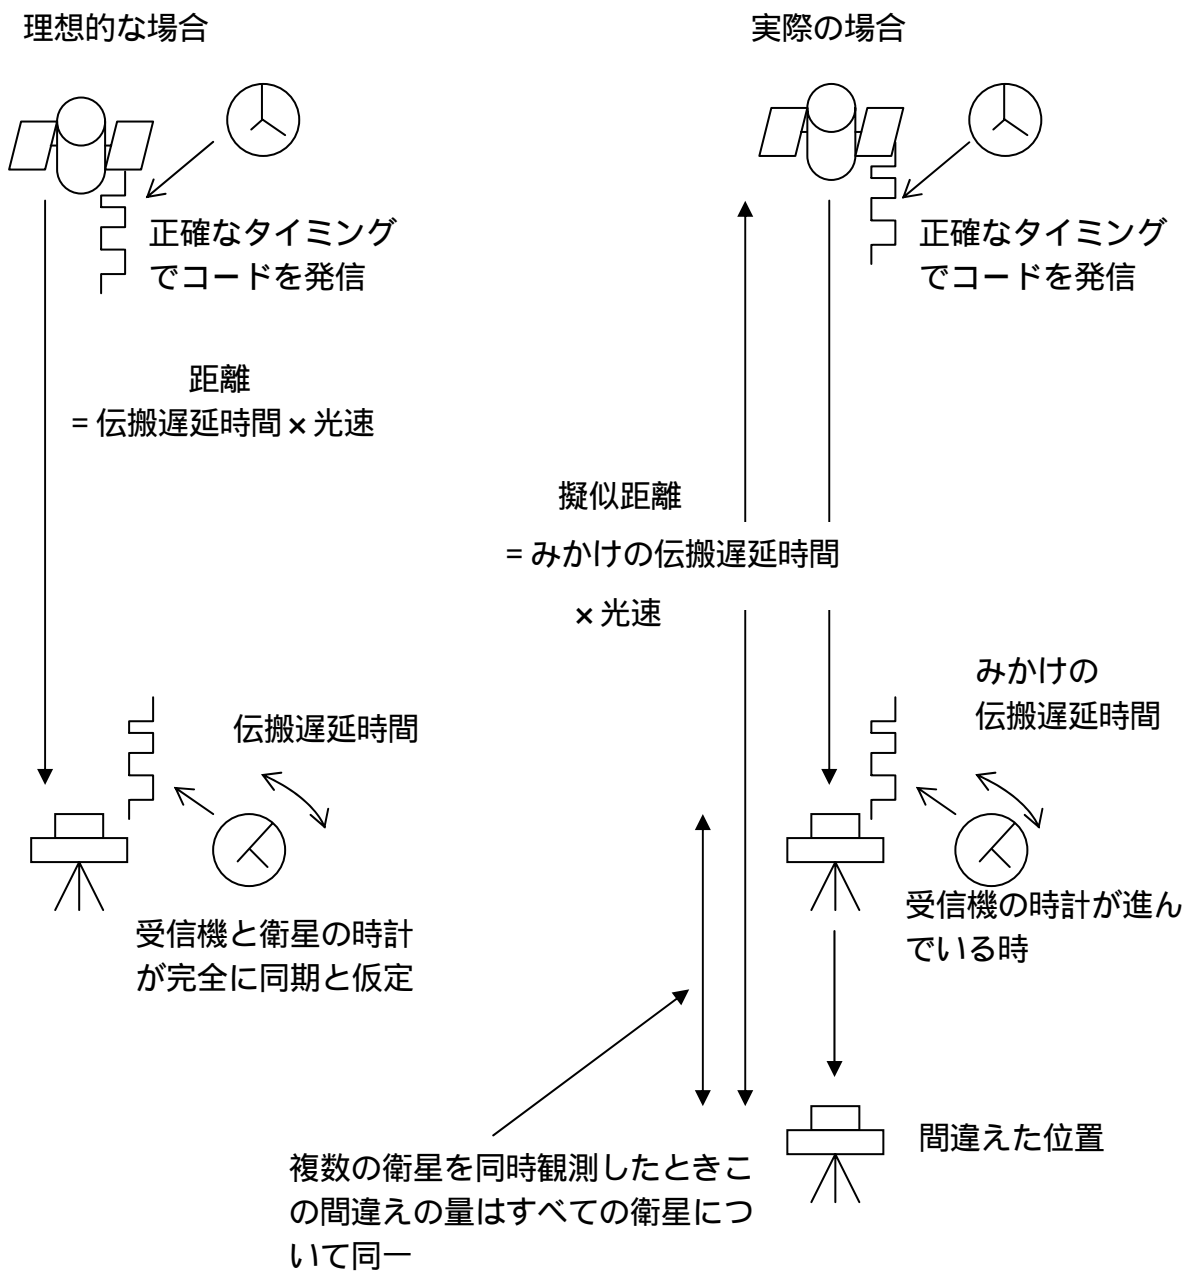 理想的な場合
正確なタイミング
でコードを発信
距離
= 伝搬遅延時間 × 光速
伝搬遅延時間
受信機と衛星の時計
が完全に同期と仮定
実際の場合
正確なタイミング
でコードを発信
擬似距離
= みかけの伝搬遅延時間
× 光速
みかけの
伝搬遅延時間
受信機の時計が進ん
でいる時
間違えた位置
複数の衛星を同時観測したときこ
の間違えの量はすべての衛星につ
いて同一